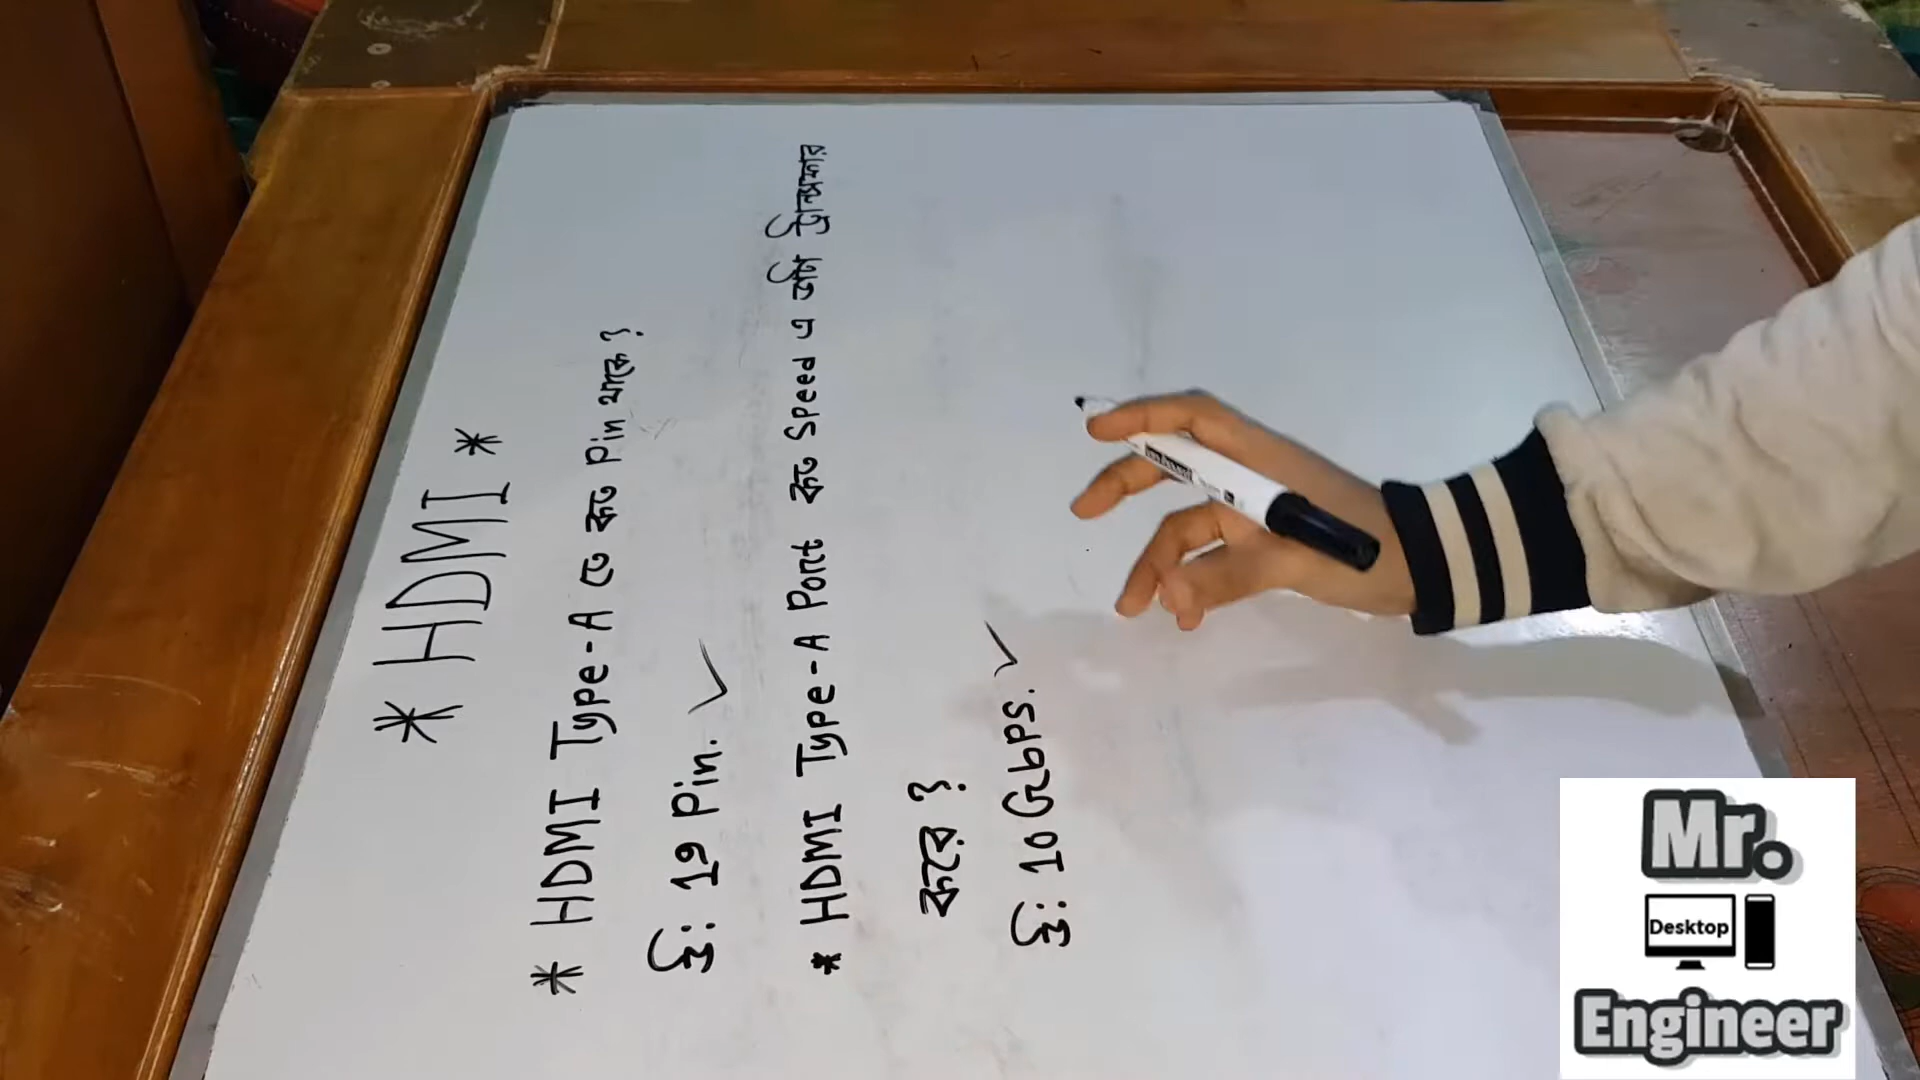 * HDMI *
* HDMI Type-A তে কত Pin থাকে ?
উ: 19 Pin. ✓
* HDMI Type-A Port কত Speed এ ডাটা ট্রান্সফার
করে ?
উ: 10 Gbps. ✓
Mr.
Desktop
Engineer